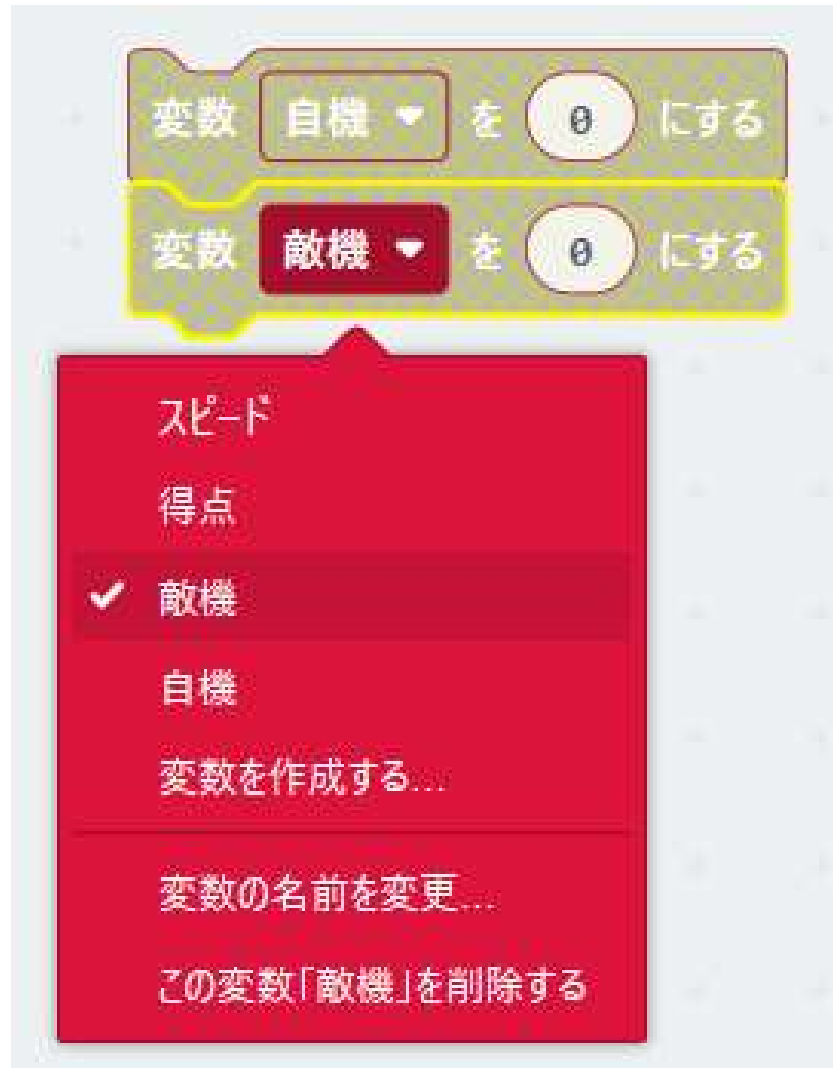 変数 自機 を 0 にする
変数 敵機 を 0 にする
スピード
得点
敵機
自機
変数を作成する...
変数の名前を変更...
この変数「敵機」を削除する